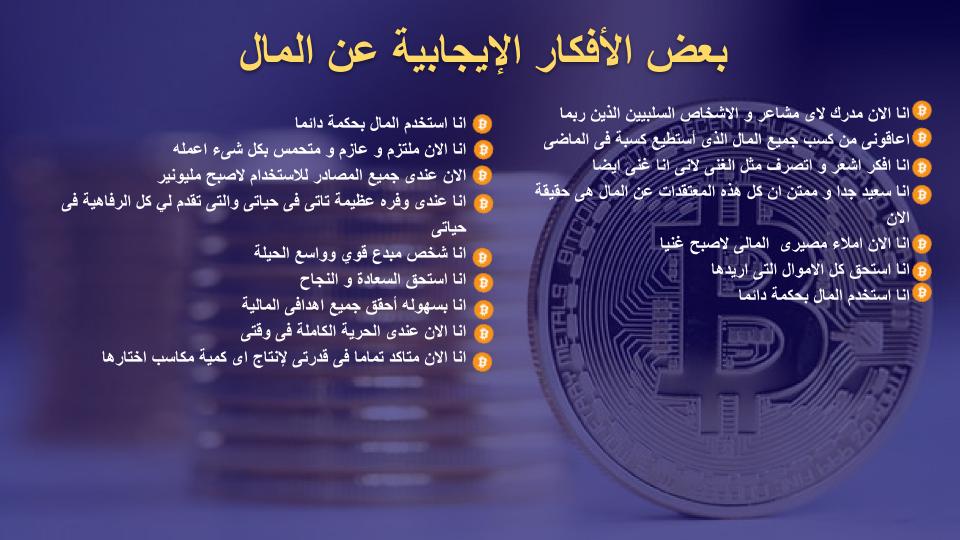 بعض الأفكار الإيجابية عن المال
انا الان مدرك لاى مشاعر و الاشخاص السلبيين الذين ربما
اعاقونى من كسب جميع المال الذى أستطيع كسبة فى الماضى
انا افكر اشعر و اتصرف مثل الغنى لانى انا غنى ايضا
انا سعيد جدا و ممتن ان كل هذه المعتقدات عن المال هى حقيقة
الان
انا الان املاء مصيرى المالى لاصبح غنيا
انا استحق كل الاموال التى اريدها
انا استخدم المال بحكمة دائما
انا استخدم المال بحكمة دائما
انا الان ملتزم و عازم و متحمس بكل شىء اعمله
الان عندى جميع المصادر للاستخدام لاصبح مليونير
انا عندى وفره عظيمة تاتى فى حياتى والتى تقدم لي كل الرفاهية فى
حياتى
انا شخص مبدع قوي وواسع الحيلة
انا استحق السعادة و النجاح
انا بسهوله أحقق جميع اهدافى المالية
انا الان عندى الحرية الكاملة فى وقتى
انا الان متاكد تماما فى قدرتى لإنتاج اى كمية مكاسب اختارها